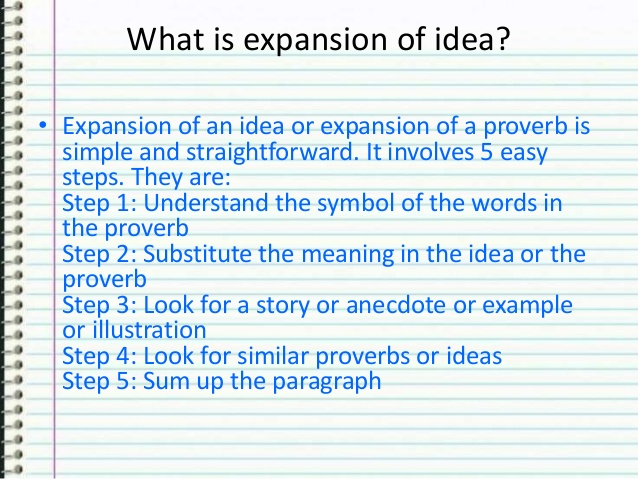 What is expansion of idea?
• Expansion of an idea or expansion of a proverb is
simple and straightforward. It involves 5 easy
steps. They are:
Step 1: Understand the symbol of the words in
the proverb
Step 2: Substitute the meaning in the idea or the
proverb
Step 3: Look for a story or anecdote or example
or illustration
Step 4: Look for similar proverbs or ideas
Step 5: Sum up the paragraph